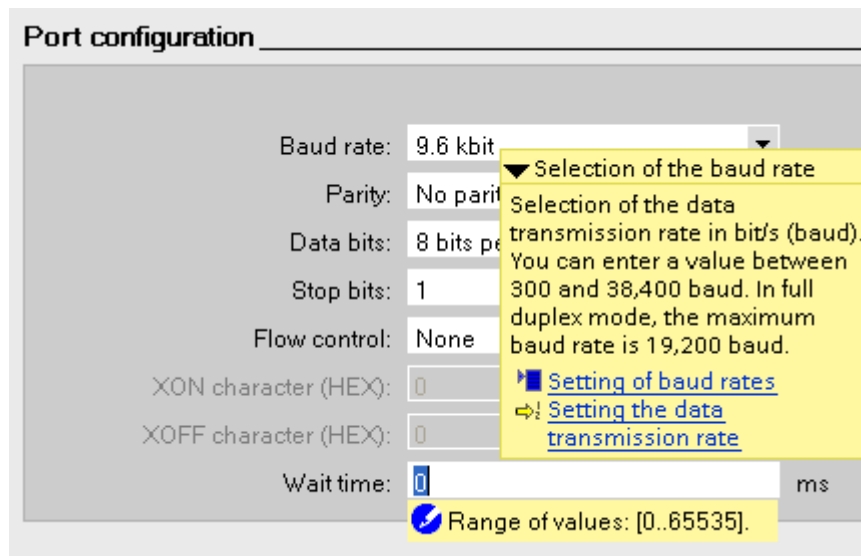 Port configuration
Baud rate: 9.6 kbit
Selection of the baud rate
Selection of the data
transmission rate in bit/s (baud).
You can enter a value between
300 and 38,400 baud. In full
duplex mode, the maximum
baud rate is 19,200 baud.
Setting of baud rates
Setting the data
transmission rate
Parity: No parit
Data bits: 8 bits pe
Stop bits: 1
Flow control: None
XON character (HEX): 0
XOFF character (HEX): 0
Wait time: 0 ms
Range of values: [0..65535].